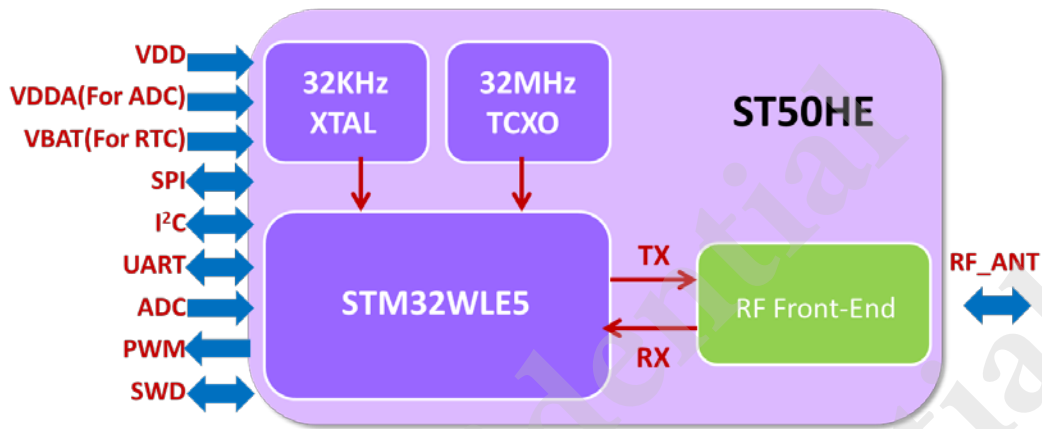 VDD
VDDA(For ADC)
VBAT(For RTC)
SPI
I²C
UART
ADC
PWM
SWD
32KHz
XTAL
32MHz
TCXO
ST50HE
STM32WLE5
TX
RX
RF Front-End
RF_ANT